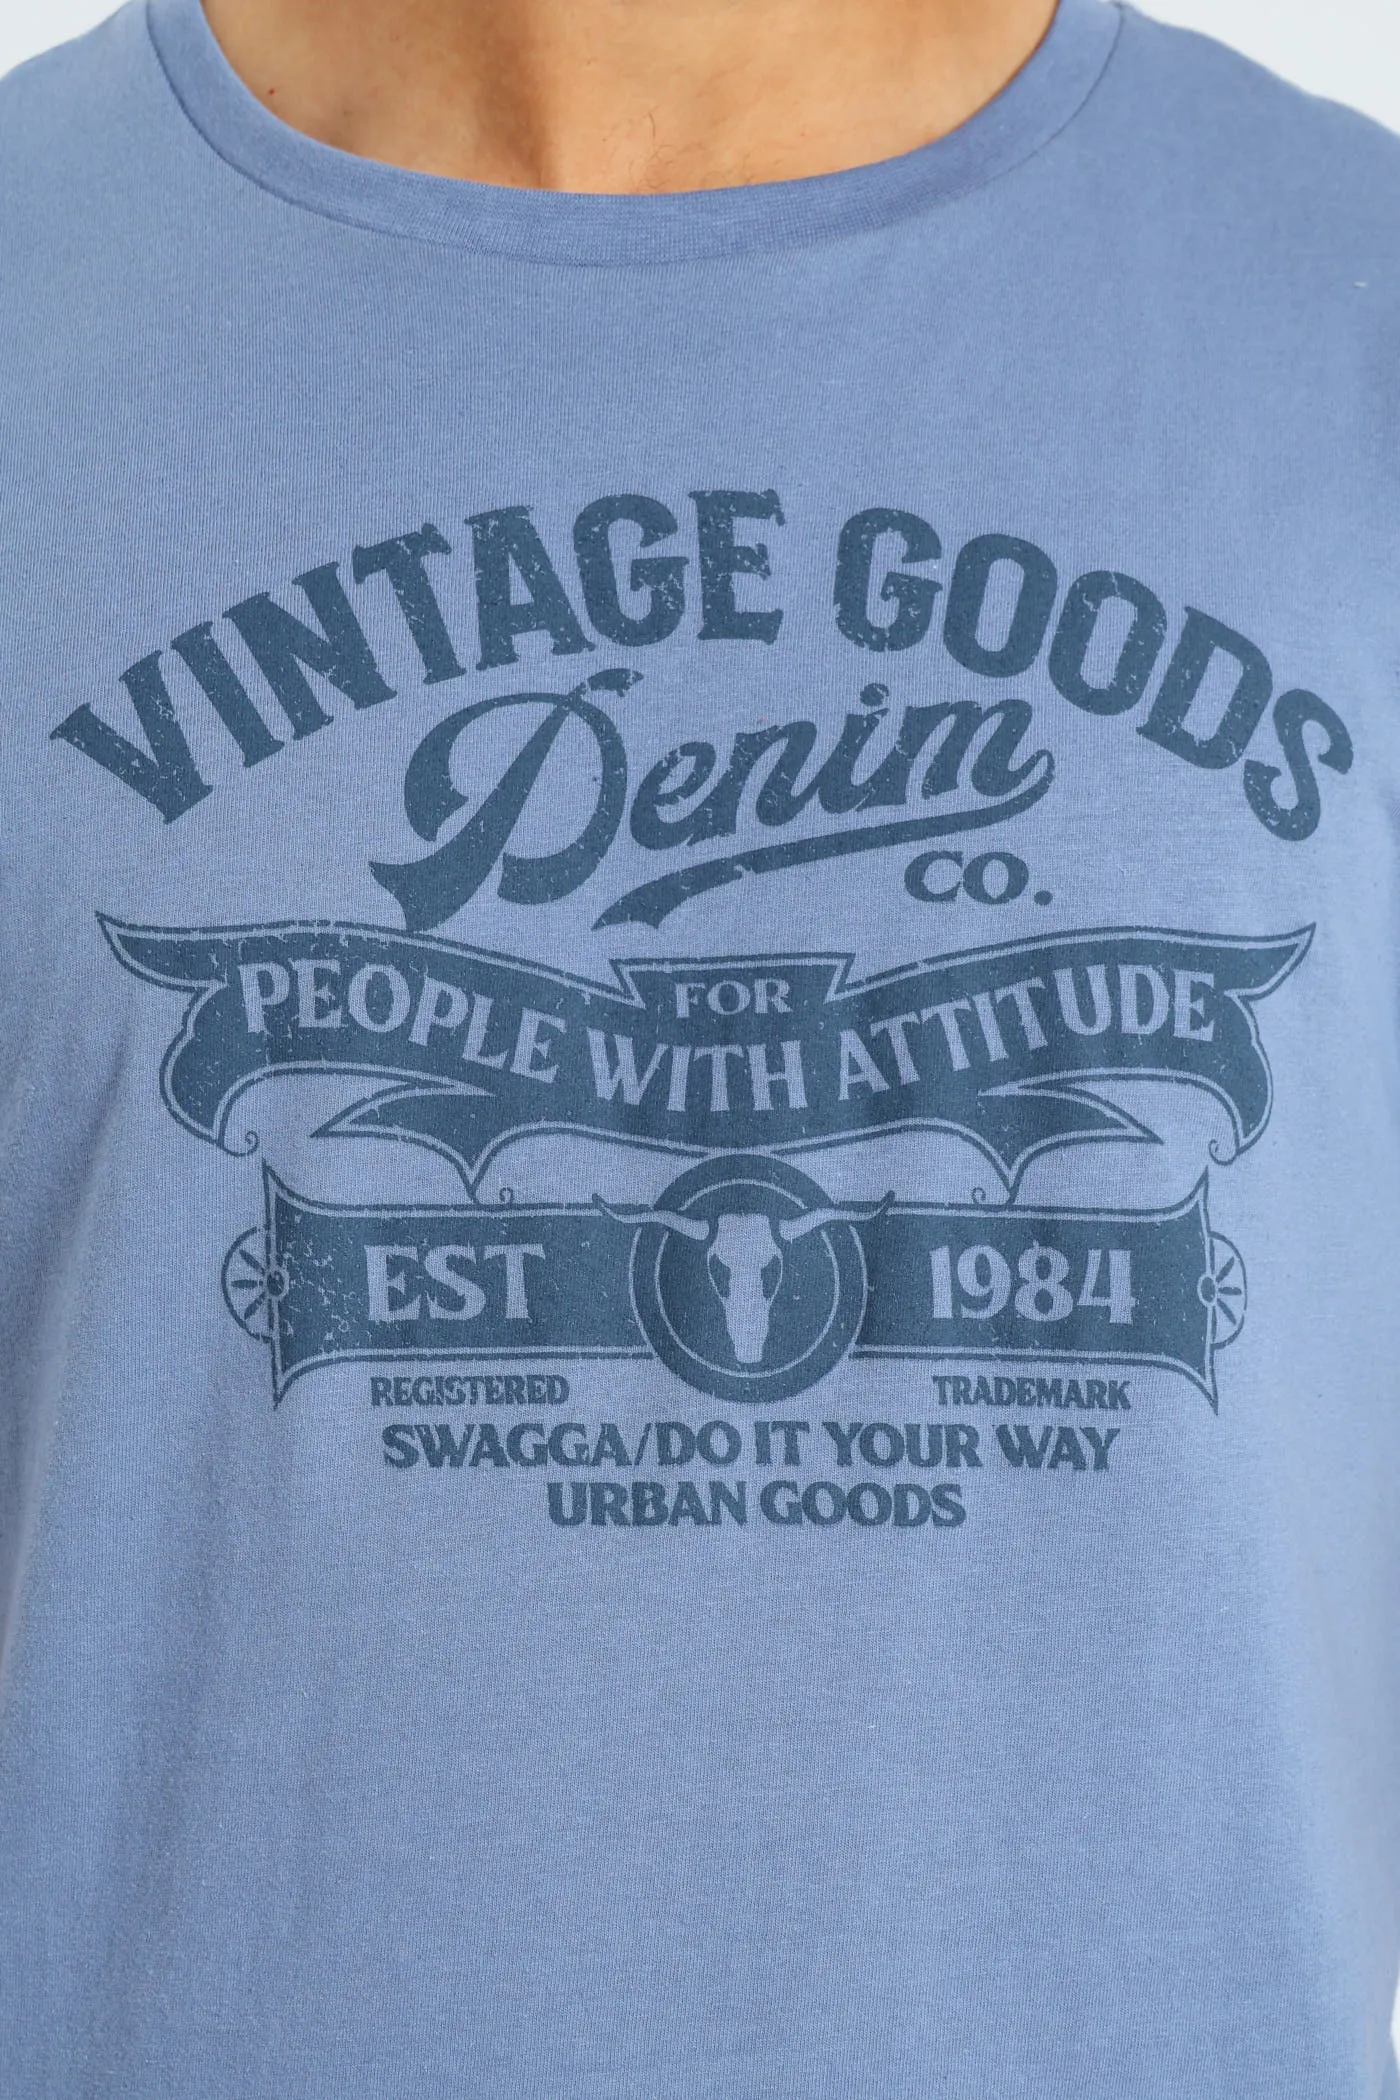 VINTAGE GOODS
Denim
CO.
FOR
PEOPLE WITH ATTITUDE
EST 1984
REGISTERED TRADEMARK
SWAGGA/DO IT YOUR WAY
URBAN GOODS